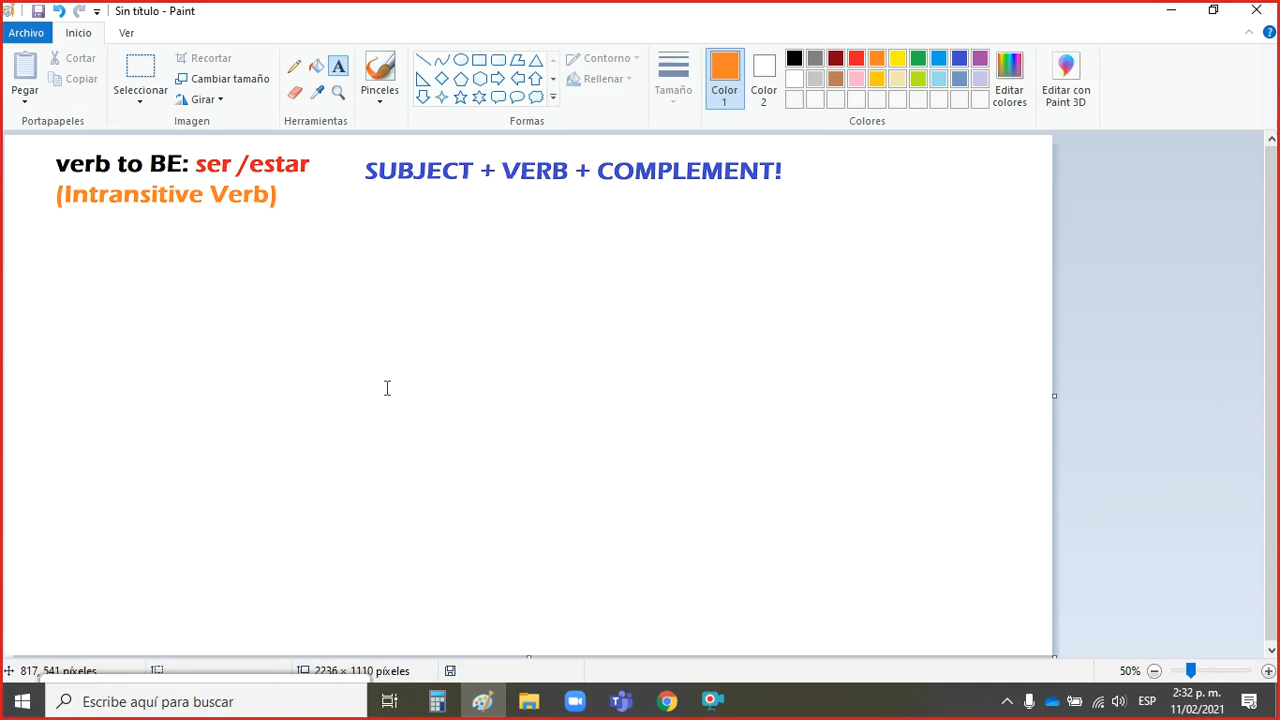 Sin título - Paint
Archivo Inicio Ver
Pegar
Cortar
Copiar
Portapapeles
Seleccionar
Recortar
Cambiar tamaño
Girar
Imagen
A
Herramientas
Pinceles
Contorno
Rellenar
Formas
Tamaño
Color 1
Color 2
Editar colores
Colores
Editar con Paint 3D
verb to BE: ser /estar
(Intransitive Verb)
SUBJECT + VERB + COMPLEMENT!
817, 541 píxeles
2236 × 1110 píxeles
50%
Escribe aquí para buscar
ESP
2:32 p. m.
11/02/2021